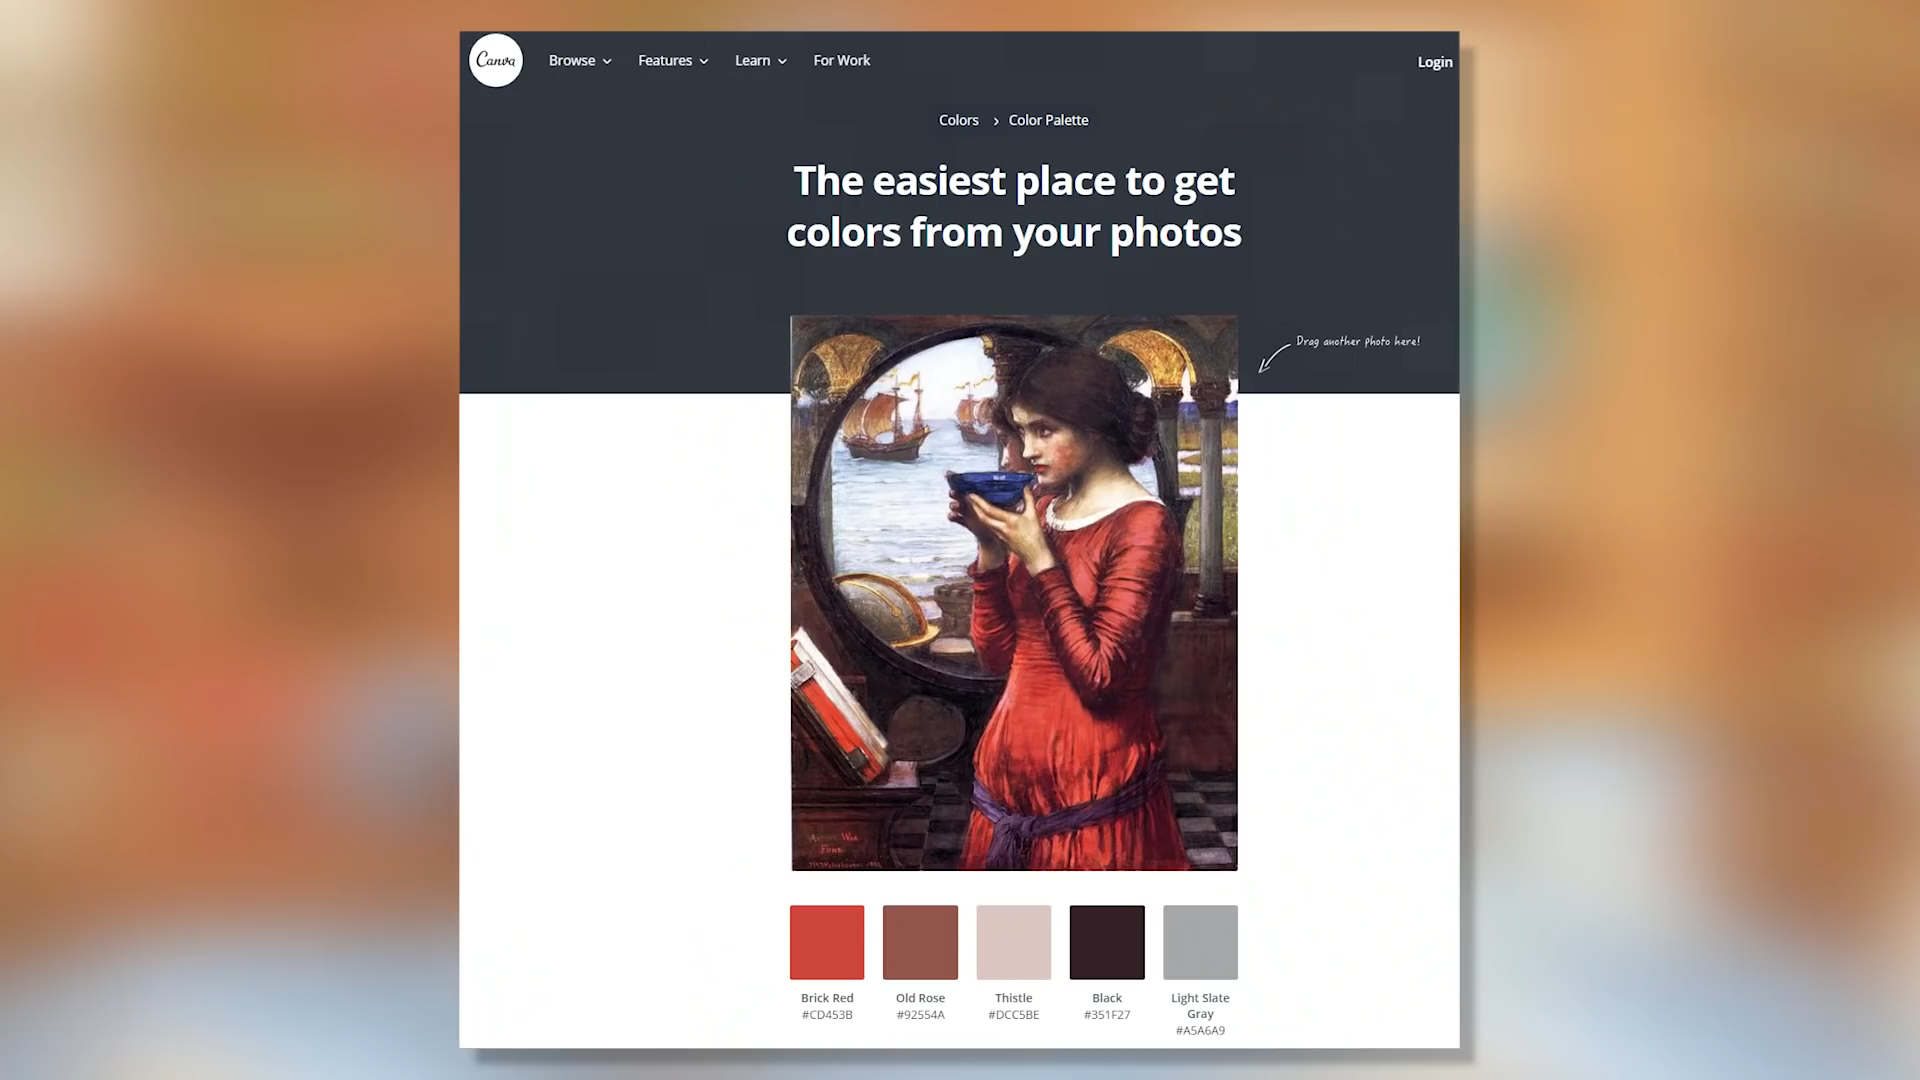 Canva
Browse
Features
Learn
For Work
Login
Colors > Color Palette
The easiest place to get
colors from your photos
Drag another photo here!
Brick Red
#CD453B
Old Rose
#92554A
Thistle
#DCC5BE
Black
#351F27
Light Slate
Gray
#A5A6A9